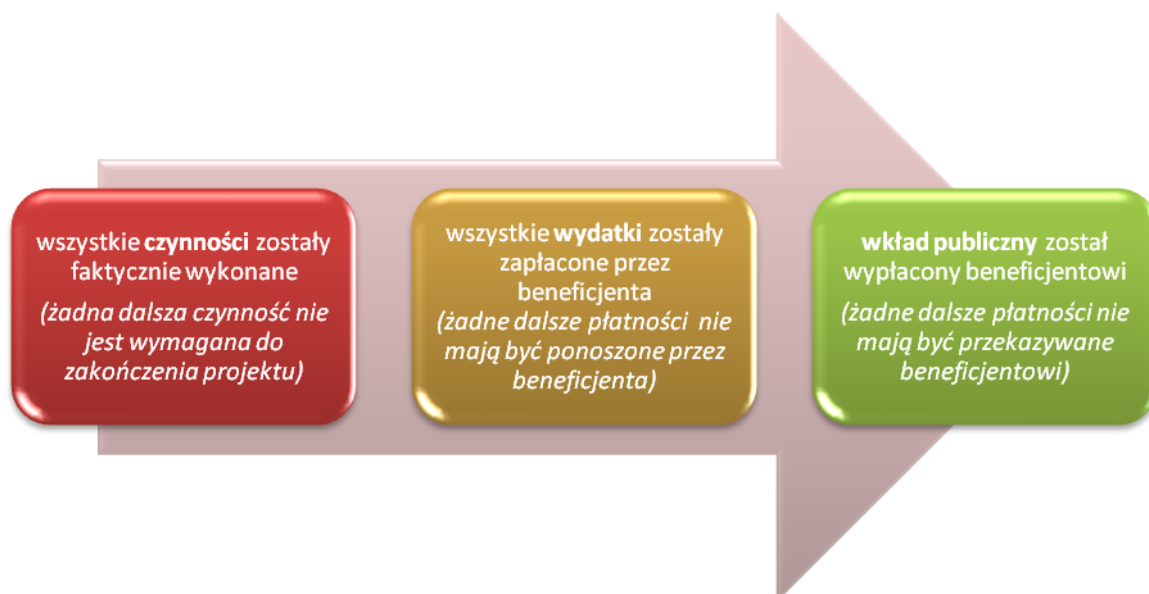 wszystkie czynności zostały
faktycznie wykonane
(żadna dalsza czynność nie
jest wymagana do
zakończenia projektu)
wszystkie wydatki zostały
zapłacone przez
beneficjenta
(żadne dalsze płatności nie
mają być ponoszone przez
beneficjenta)
wkład publiczny został
wypłacony beneficjentowi
(żadne dalsze płatności nie
mają być przekazywane
beneficjentowi)